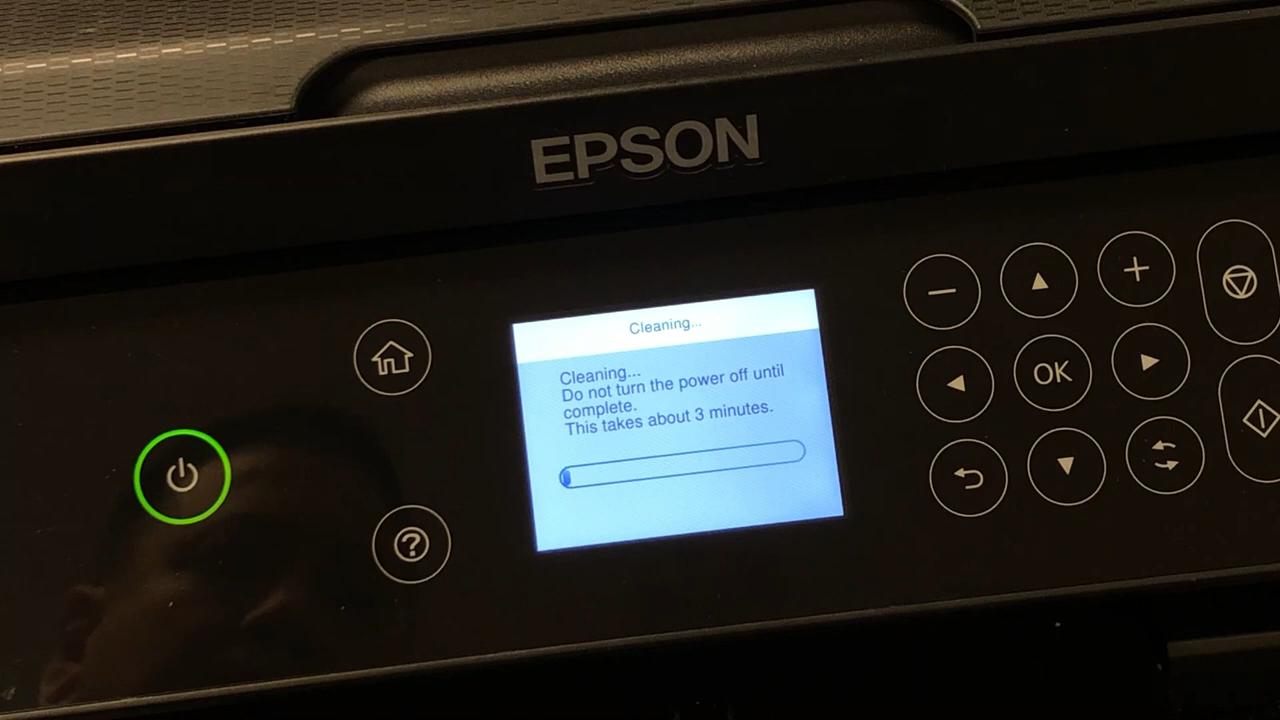 EPSON
Cleaning...
Cleaning...
Do not turn the power off until
complete.
This takes about 3 minutes.
OK
?